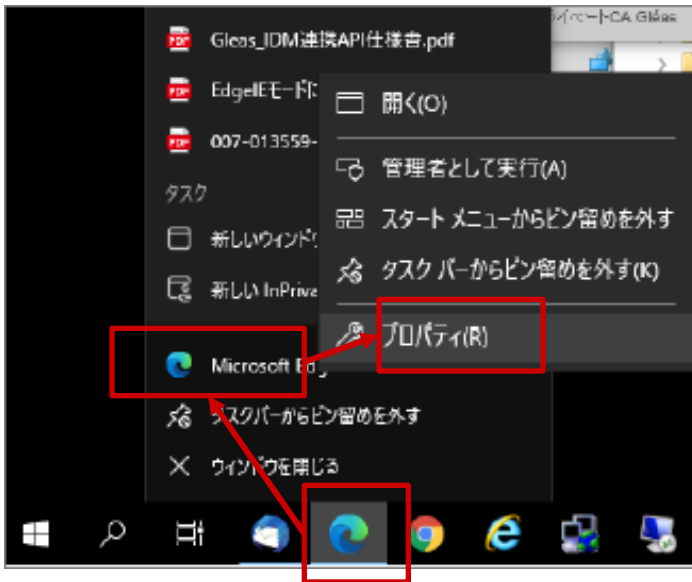 イベートCA Gléas
Gleas_IDM連携API仕様書.pdf
EdgeIEモードに
開く(O)
007-013559-
管理者として実行(A)
タスク
スタート メニューからピン留めを外す
新しいウィンドウ
タスク バーからピン留めを外す(K)
新しい InPriva
プロパティ(R)
Microsoft Edg
タスクバーからピン留めを外す
ウィンドウを閉じる